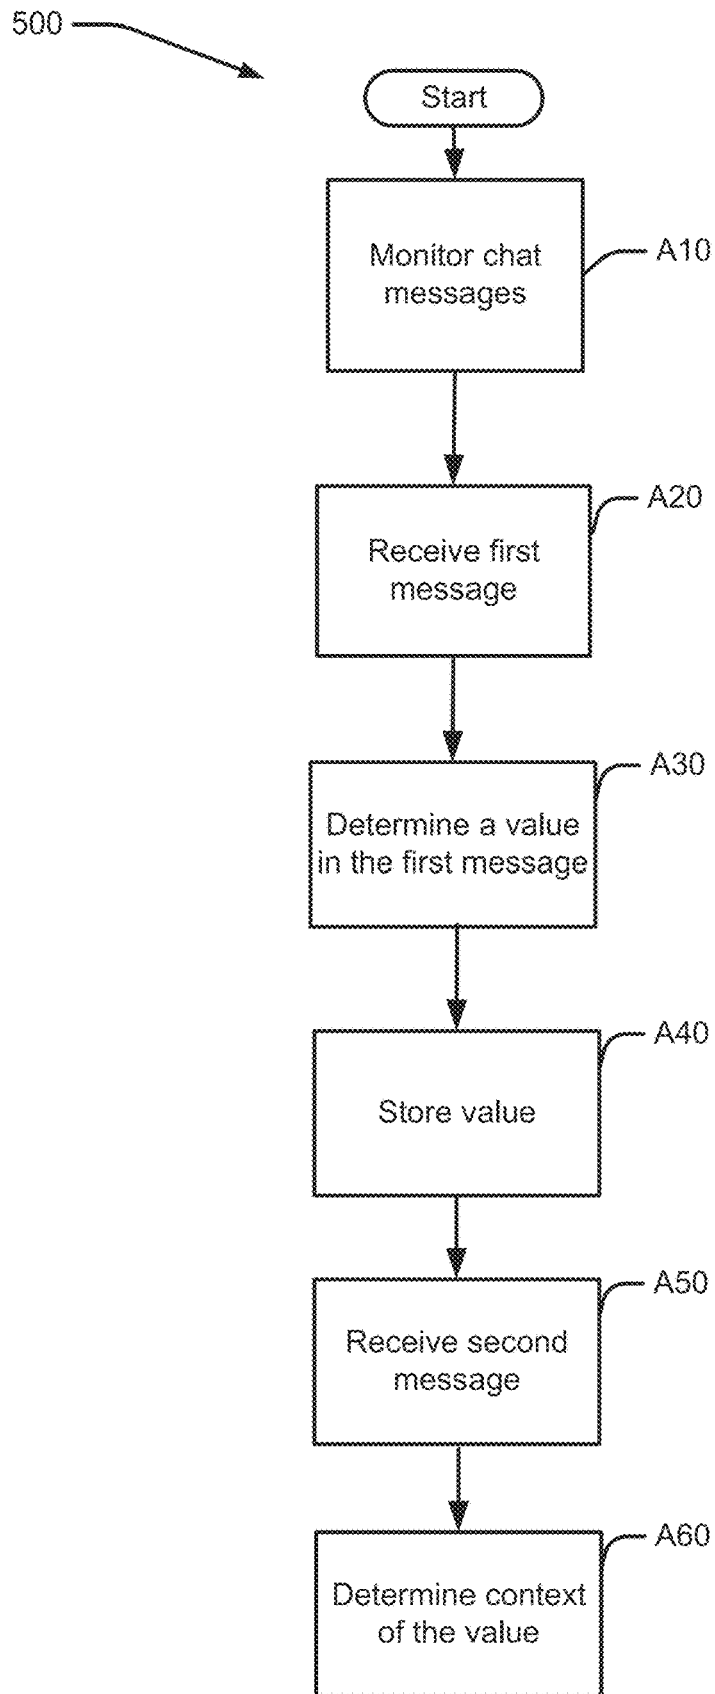 500
Start
Monitor chat
messages
A10
Receive first
message
A20
Determine a value
in the first message
A30
Store value
A40
Receive second
message
A50
Determine context
of the value
A60